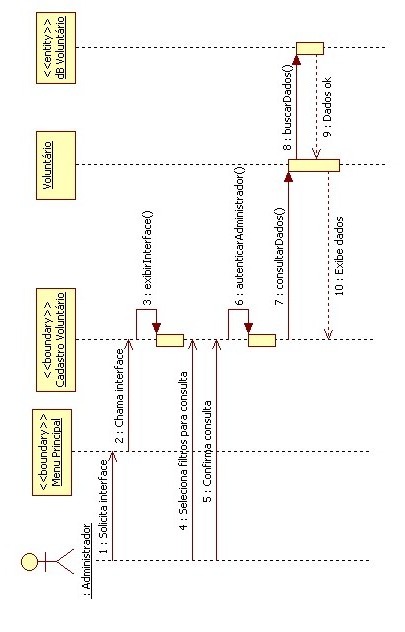 : Administrador
<<boundary>>
Menu Principal
<<boundary>>
Cadastro Voluntário
Voluntário
<<entity>>
dB Voluntário
1 : Solicita interface
2 : Chama interface
3 : exibirInterface()
4 : Seleciona filtros para consulta
5 : Confirma consulta
6 : autenticarAdministrador()
7 : consultarDados()
8 : buscarDados()
9 : Dados ok
10 : Exibe dados